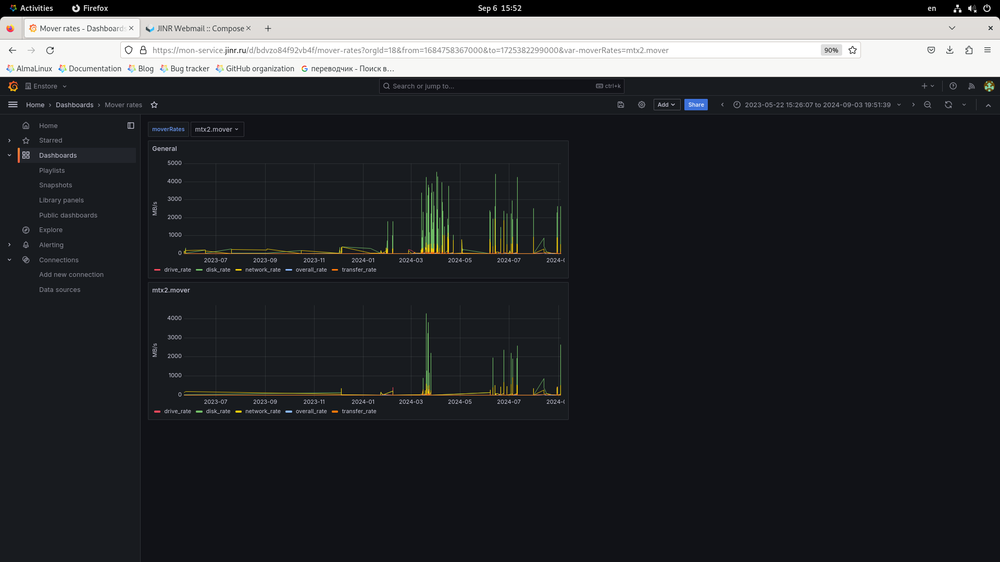 Activities Firefox Sep 6 15:52 en
Mover rates - Dashboards JINR Webmail :: Compose
https://mon-service.jinr.ru/d/bdvzo84f92vb4f/mover-rates?orgId=18&from=1684758367000&to=1725382299000&var-moverRates=mtx2.mover 90%
AlmaLinux Documentation Blog Bug tracker GitHub organization переводчик - Поиск в…
Enstore Search or jump to... ctrl+k
Home › Dashboards › Mover rates Add Share 2023-05-22 15:26:07 to 2024-09-03 19:51:39
Home
Starred
Dashboards
Playlists
Snapshots
Library panels
Public dashboards
Explore
Alerting
Connections
Add new connection
Data sources
moverRates mtx2.mover
General
5000
4000
3000
2000
1000
0
MB/s
2023-07 2023-09 2023-11 2024-01 2024-03 2024-05 2024-07 2024-
drive_rate disk_rate network_rate overall_rate transfer_rate
mtx2.mover
4000
3000
2000
1000
0
MB/s
2023-07 2023-09 2023-11 2024-01 2024-03 2024-05 2024-07 2024-
drive_rate disk_rate network_rate overall_rate transfer_rate